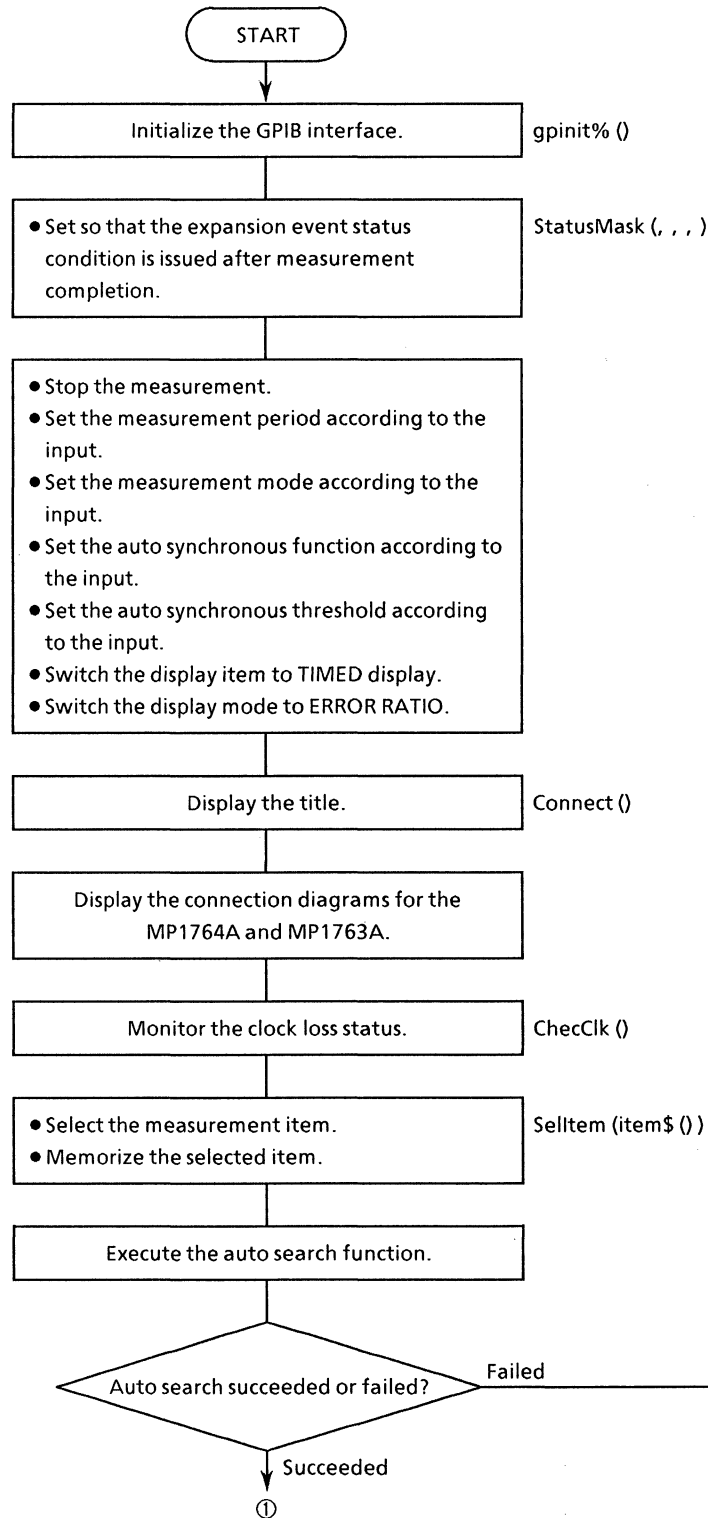 START
Initialize the GPIB interface.
gpinit% ()
● Set so that the expansion event status
condition is issued after measurement
completion.
StatusMask (, , , )
● Stop the measurement.
● Set the measurement period according to the
input.
● Set the measurement mode according to the
input.
● Set the auto synchronous function according to
the input.
● Set the auto synchronous threshold according
to the input.
● Switch the display item to TIMED display.
● Switch the display mode to ERROR RATIO.
Display the title.
Connect ()
Display the connection diagrams for the
MP1764A and MP1763A.
Monitor the clock loss status.
ChecClk ()
● Select the measurement item.
● Memorize the selected item.
SelItem (item$ () )
Execute the auto search function.
Auto search succeeded or failed?
Failed
Succeeded
①